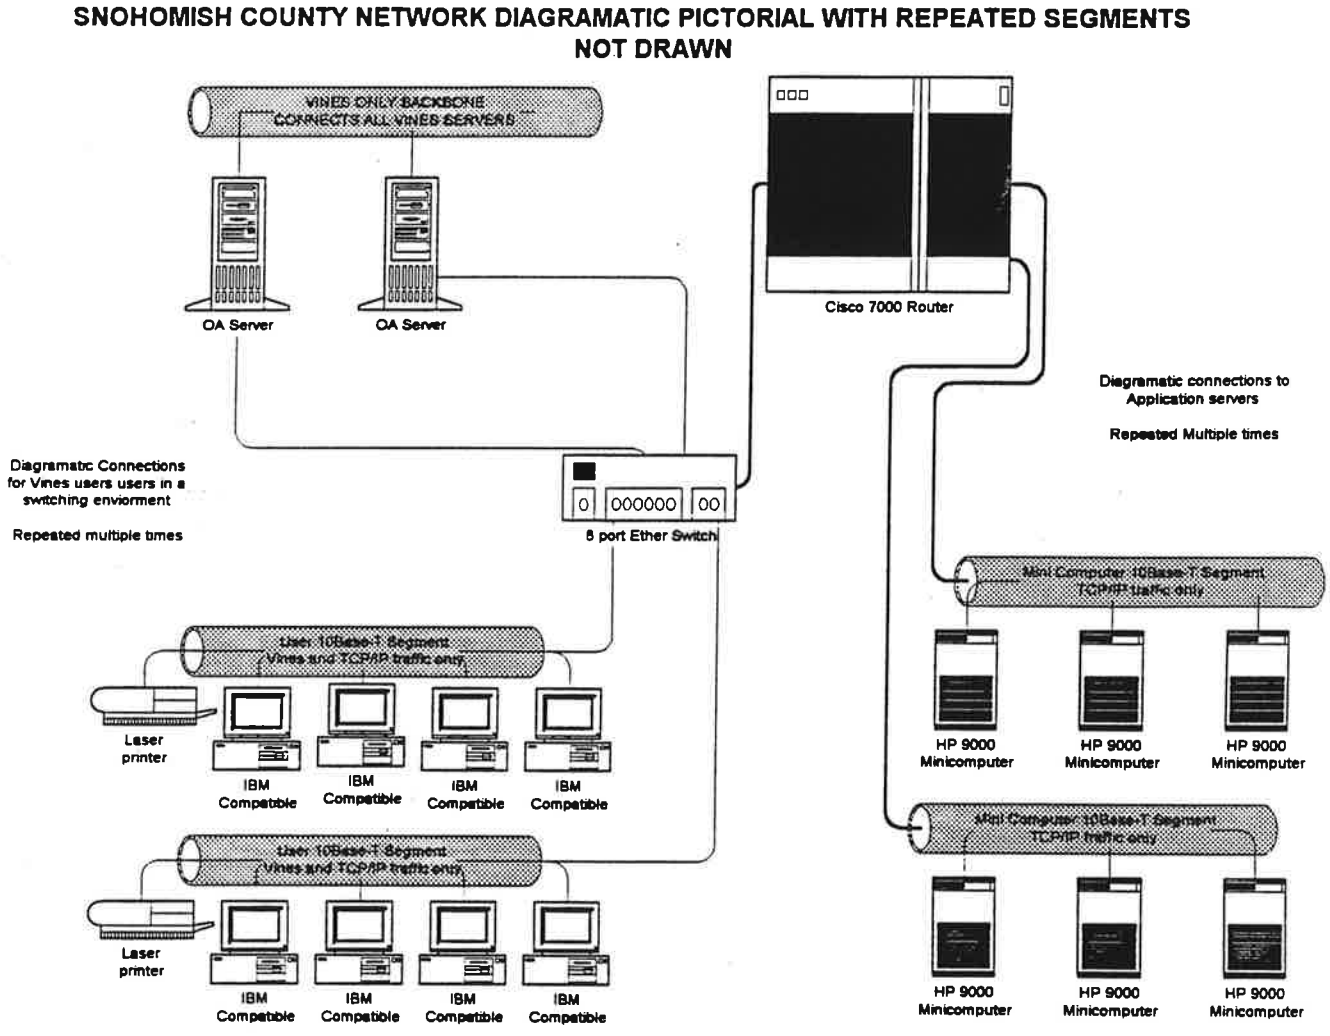 SNOHOMISH COUNTY NETWORK DIAGRAMATIC PICTORIAL WITH REPEATED SEGMENTS
NOT DRAWN
VINES ONLY BACKBONE
CONNECTS ALL VINES SERVERS
OA Server
OA Server
Cisco 7000 Router
Diagramatic connections to
Application servers
Repeated Multiple times
Diagramatic Connections
for Vines users users in a
switching enviorment
Repeated multiple times
0
000000
00
8 port Ether Switch
Mini Computer 10Base-T Segment
TCP/IP traffic only
HP 9000
Minicomputer
HP 9000
Minicomputer
HP 9000
Minicomputer
User 10Base-T Segment
Vines and TCP/IP traffic only
Laser
printer
IBM
Compatible
IBM
Compatible
IBM
Compatible
IBM
Compatible
Mini Computer 10Base-T Segment
TCP/IP traffic only
HP 9000
Minicomputer
HP 9000
Minicomputer
HP 9000
Minicomputer
User 10Base-T Segment
Vines and TCP/IP traffic only
Laser
printer
IBM
Compatible
IBM
Compatible
IBM
Compatible
IBM
Compatible